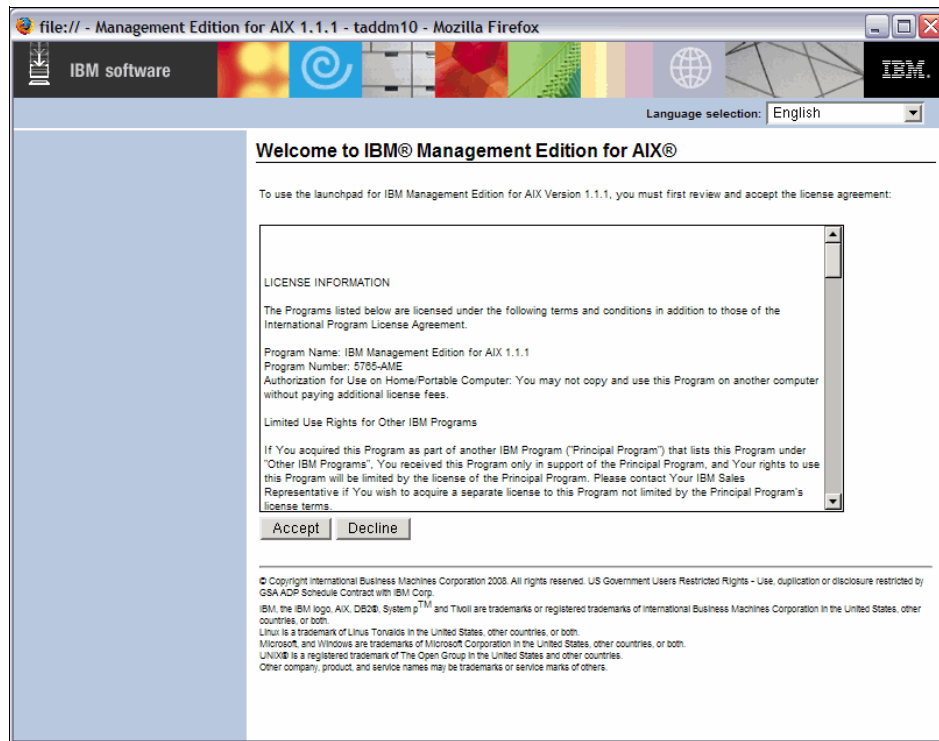 file:// - Management Edition for AIX 1.1.1 - taddm10 - Mozilla Firefox
IBM software
IBM.
Language selection: English
Welcome to IBM® Management Edition for AIX®
To use the launchpad for IBM Management Edition for AIX Version 1.1.1, you must first review and accept the license agreement:
LICENSE INFORMATION
The Programs listed below are licensed under the following terms and conditions in addition to those of the
International Program License Agreement.
Program Name: IBM Management Edition for AIX 1.1.1
Program Number: 5765-AME
Authorization for Use on Home/Portable Computer: You may not copy and use this Program on another computer
without paying additional license fees.
Limited Use Rights for Other IBM Programs
If You acquired this Program as part of another IBM Program ("Principal Program") that lists this Program under
"Other IBM Programs", You received this Program only in support of the Principal Program, and Your rights to use
this Program will be limited by the license of the Principal Program. Please contact Your IBM Sales
Representative if You wish to acquire a separate license to this Program not limited by the Principal Program's
license terms.
Accept Decline
© Copyright International Business Machines Corporation 2008. All rights reserved. US Government Users Restricted Rights - Use, duplication or disclosure restricted by
GSA ADP Schedule Contract with IBM Corp.
IBM, the IBM logo, AIX, DB2®, System p™ and Tivoli are trademarks or registered trademarks of International Business Machines Corporation in the United States, other
countries, or both.
Linux is a trademark of Linus Torvalds in the United States, other countries, or both.
Microsoft, and Windows are trademarks of Microsoft Corporation in the United States, other countries, or both.
UNIX® is a registered trademark of The Open Group in the United States and other countries.
Other company, product, and service names may be trademarks or service marks of others.